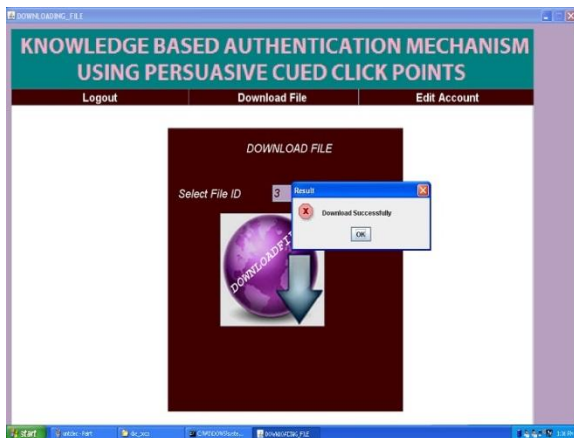 DOWNLOADING_FILE
KNOWLEDGE BASED AUTHENTICATION MECHANISM
USING PERSUASIVE CUED CLICK POINTS
Logout Download File Edit Account
DOWNLOAD FILE
Select File ID 3
Result
Download Successfully
OK
DOWNLOADFILE
start
DOWNLOADING_FILE